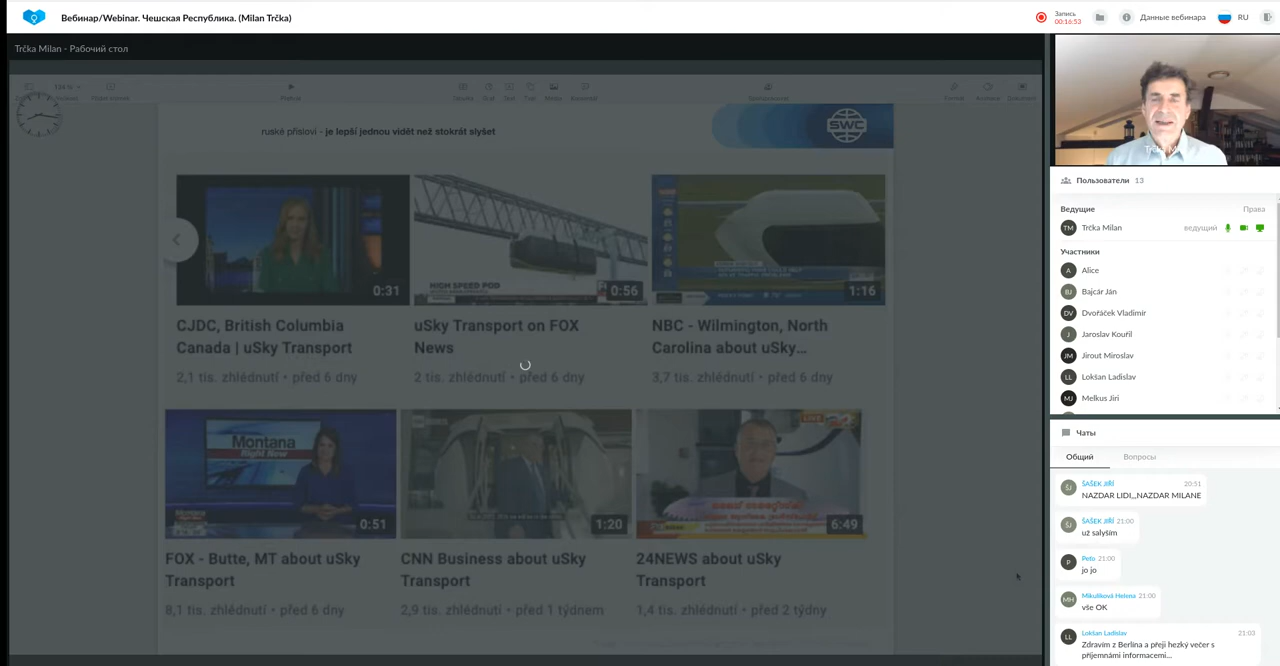 Вебинар/Webinar. Чешская Республика. (Milan Trčka)
Запись
00:16:53
Данные вебинара
RU
Trčka Milan - Рабочий стол
ruské přísloví - je lepší jednou vidět než stokrát slyšet
SWC
0:31
HIGH SPEED POD
0:56
1:16
CJDC, British Columbia
Canada | uSky Transport
2,1 tis. zhlédnutí • před 6 dny
uSky Transport on FOX
News
2 tis. zhlédnutí • před 6 dny
NBC - Wilmington, North
Carolina about uSky...
3,7 tis. zhlédnutí • před 6 dny
Montana
Right Now
0:51
1:20
LIVE
6:49
FOX - Butte, MT about uSky
Transport
8,1 tis. zhlédnutí • před 6 dny
CNN Business about uSky
Transport
2,9 tis. zhlédnutí • před 1 týdnem
24NEWS about uSky
Transport
1,4 tis. zhlédnutí • před 2 týdny
Пользователи 13
Ведущие Права
TM Trčka Milan ведущий
Участники
A Alice
BJ Bajcár Ján
DV Dvořáček Vladimír
J Jaroslav Kouřil
JM Jirout Miroslav
LL Lokšan Ladislav
MJ Melkus Jiri
Чаты
Общий Вопросы
ŠJ ŠAŠEK JIŘÍ 20:51
NAZDAR LIDI,,,NAZDAR MILANE
ŠJ ŠAŠEK JIŘÍ 21:00
už salyším
P Peťo 21:00
jo jo
MH Mikulíková Helena 21:00
vše OK
LL Lokšan Ladislav 21:03
Zdravím z Berlína a přeji hezký večer s
příjemnámi informacemi...